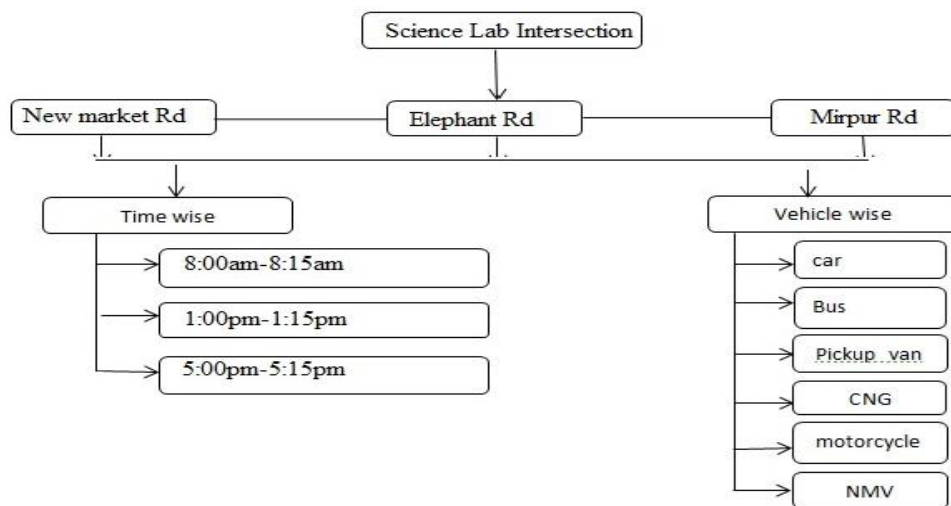 Science Lab Intersection
New market Rd
Elephant Rd
Mirpur Rd
Time wise
Vehicle wise
8:00am-8:15am
1:00pm-1:15pm
5:00pm-5:15pm
car
Bus
Pickup van
CNG
motorcycle
NMV